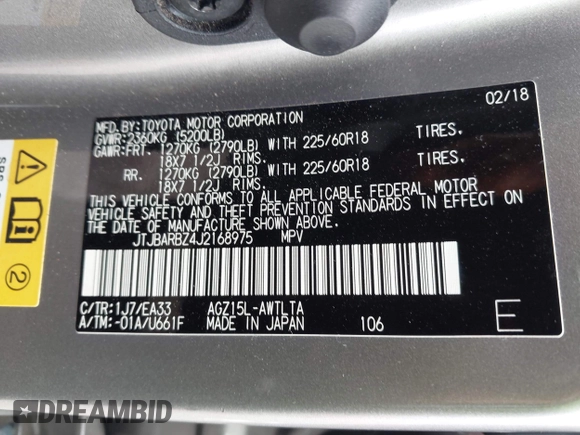 MFD.BY:TOYOTA MOTOR CORPORATION 02/18
GVWR:2360KG (5200LB)
GAWR:FRT. 1270KG (2790LB) WITH 225/60R18 TIRES.
18X7 1/2J RIMS.
RR. 1270KG (2790LB) WITH 225/60R18 TIRES.
18X7 1/2J RIMS.
THIS VEHICLE CONFORMS TO ALL APPLICABLE FEDERAL MOTOR
VEHICLE SAFETY AND THEFT PREVENTION STANDARDS IN EFFECT ON
THE DATE OF MANUFACTURE SHOWN ABOVE.
JTJBARBZ4J2168975 MPV
C/TR:1J7/EA33 AGZ15L-AWTLTA
A/TM:-01A/U661F MADE IN JAPAN 106 E
2
DREAMBID